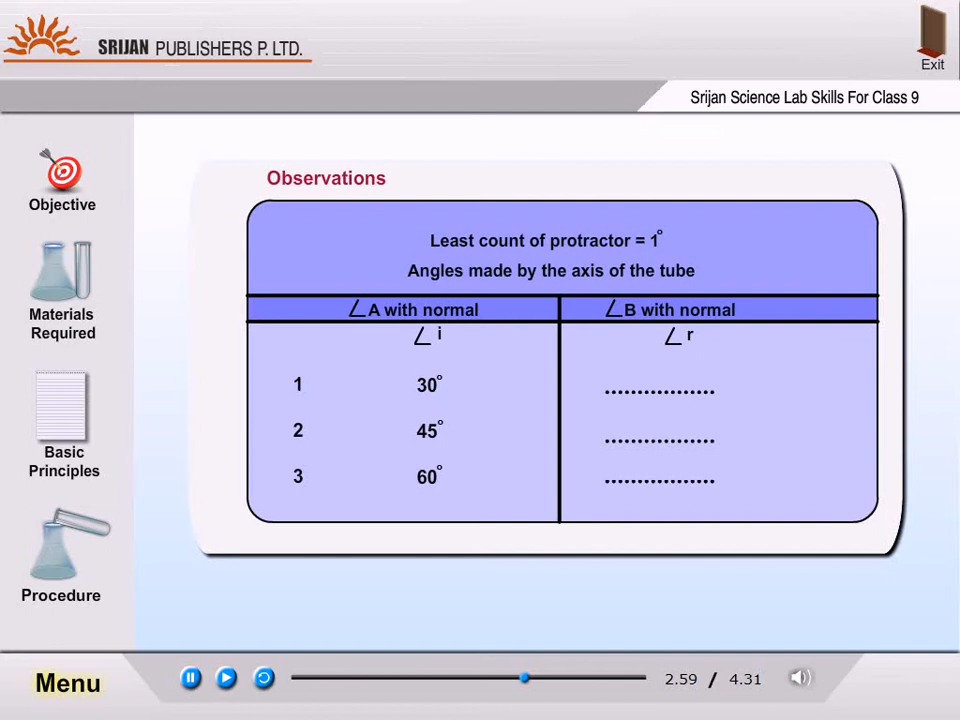 SRIJAN PUBLISHERS P. LTD.
Exit
Srijan Science Lab Skills For Class 9
Objective
Materials
Required
Basic
Principles
Procedure
Observations
Least count of protractor = 1°
Angles made by the axis of the tube
∠A with normal ∠B with normal
∠ i ∠ r
1 30° .................
2 45° .................
3 60° .................
Menu
2.59 / 4.31